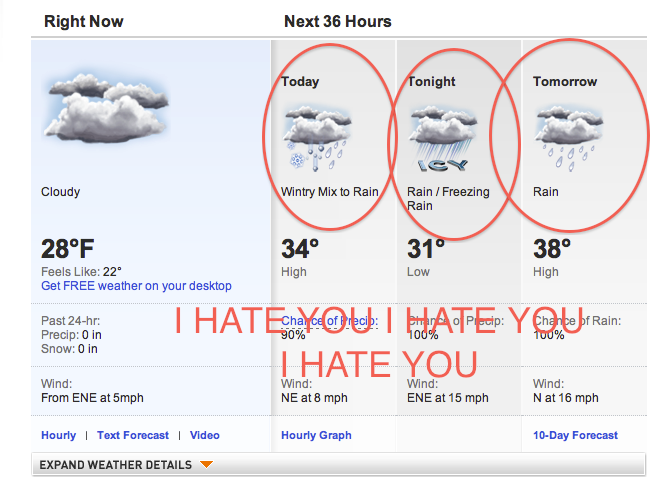 Right Now
Next 36 Hours
Today
Tonight
Tomorrow
ICY
Cloudy
Wintry Mix to Rain
Rain / Freezing
Rain
Rain
28°F
34°
31°
38°
Feels Like: 22°
High
Low
High
Get FREE weather on your desktop
I HATE YOU I HATE YOU
I HATE YOU
Past 24-hr:
Precip: 0 in
Snow: 0 in
Chance of Precip:
90%
Chance of Precip:
100%
Chance of Rain:
100%
Wind:
From ENE at 5mph
Wind:
NE at 8 mph
Wind:
ENE at 15 mph
Wind:
N at 16 mph
Hourly | Text Forecast | Video
Hourly Graph
10-Day Forecast
EXPAND WEATHER DETAILS